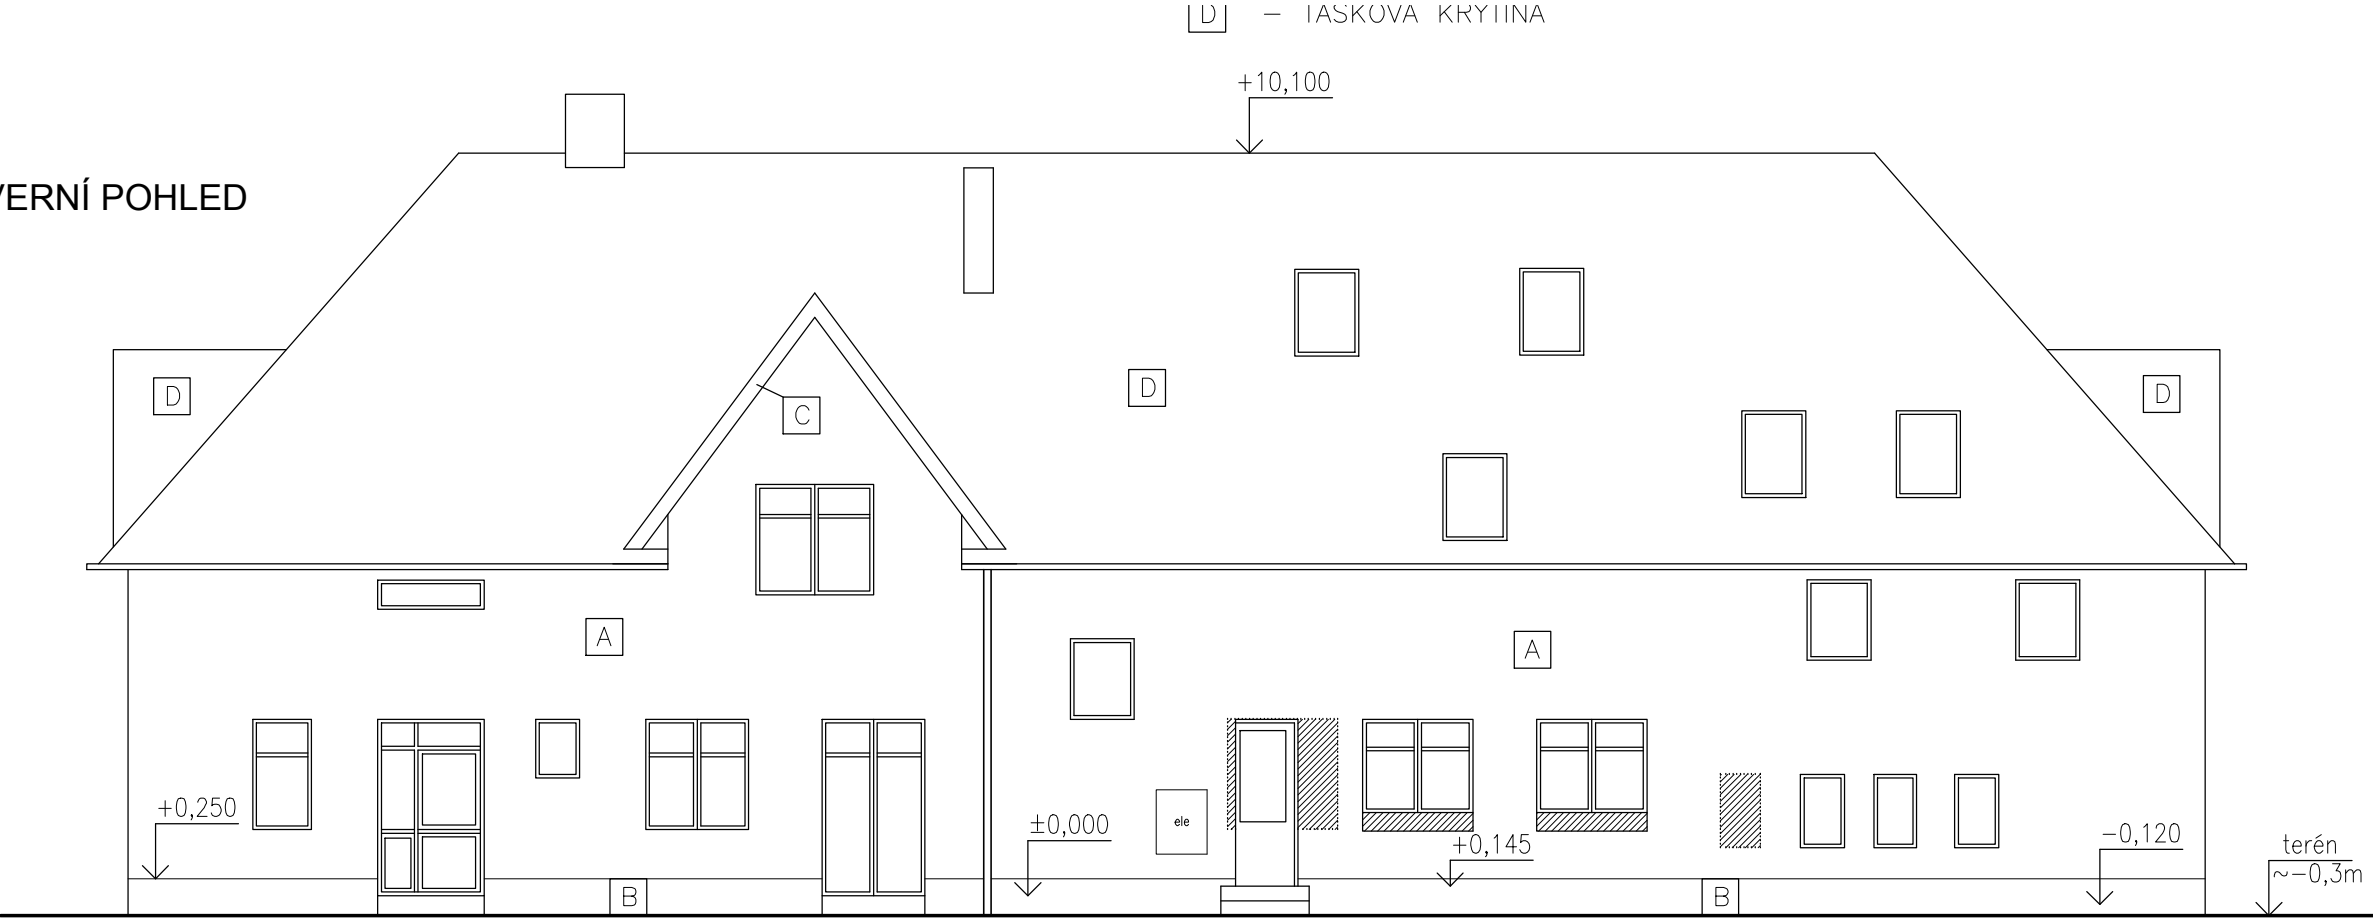 D – TAŠKOVÁ KRYTINA
+10,100
VERNÍ POHLED
D
D
D
C
A
A
+0,250
ele
±0,000
+0,145
-0,120
terén
~-0,3m
B
B